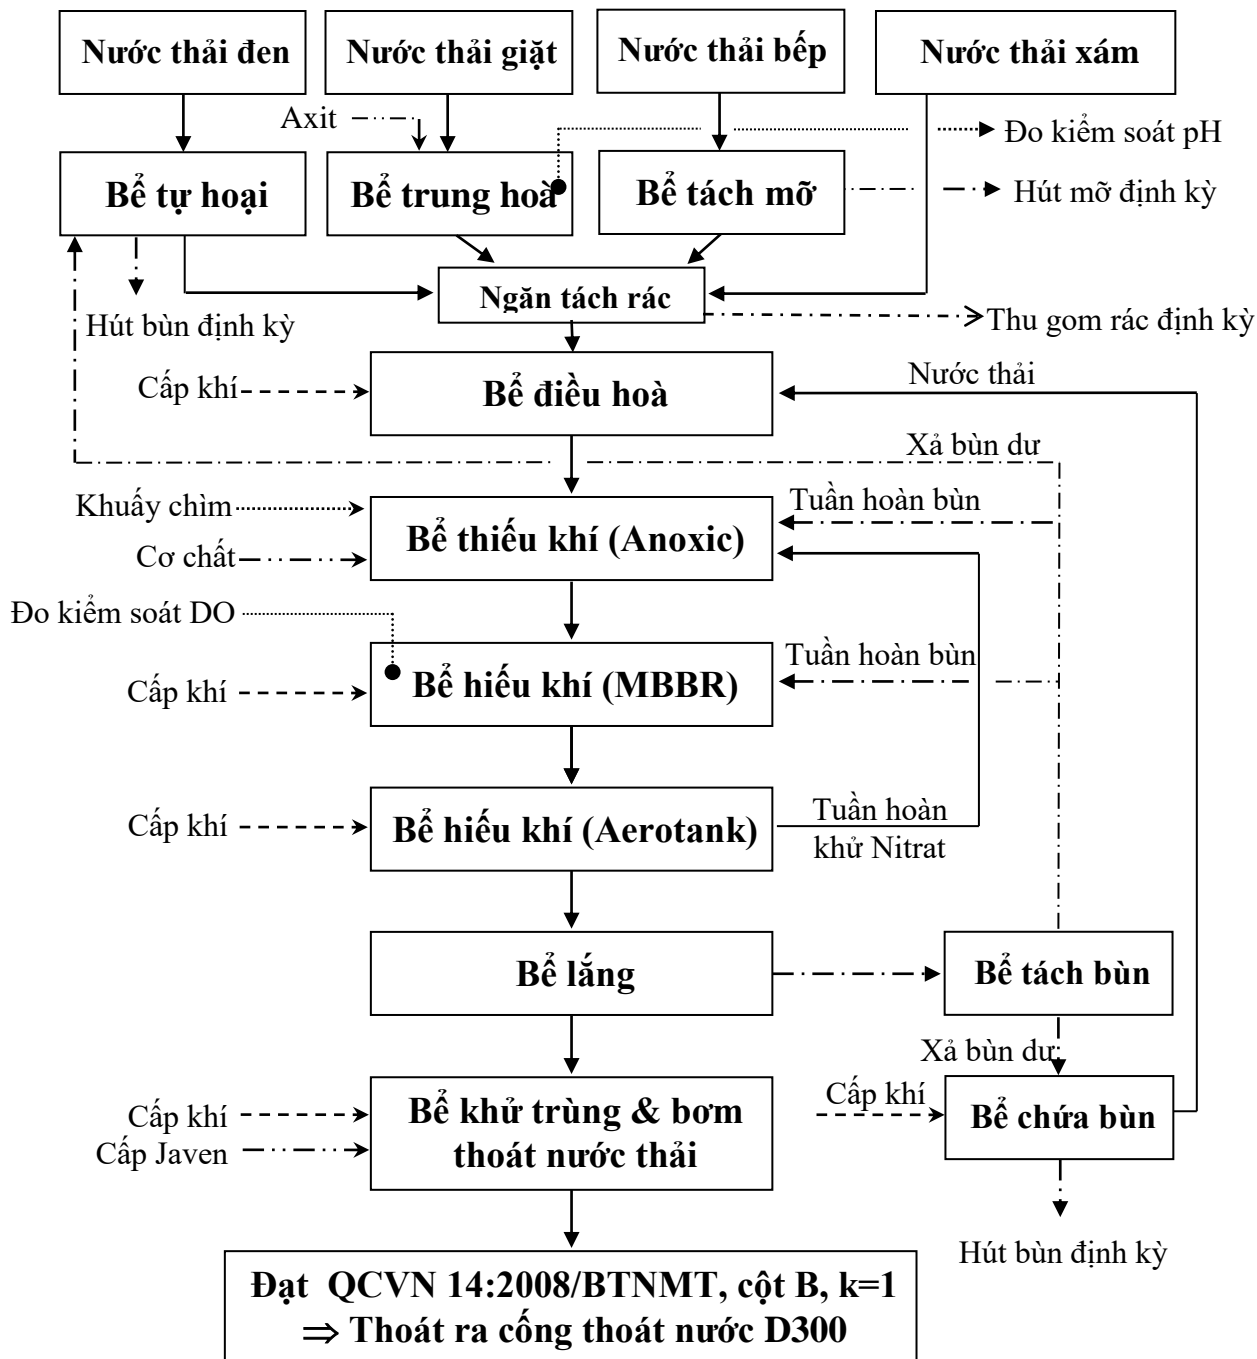 Nước thải đen
Nước thải giặt
Nước thải bếp
Nước thải xám
Axit
Đo kiểm soát pH
Bể tự hoại
Bể trung hoà
Bể tách mỡ
Hút mỡ định kỳ
Ngăn tách rác
Hút bùn định kỳ
Thu gom rác định kỳ
Cấp khí
Bể điều hoà
Nước thải
Xả bùn dư
Khuấy chìm
Tuần hoàn bùn
Bể thiếu khí (Anoxic)
Cơ chất
Đo kiểm soát DO
Tuần hoàn bùn
Cấp khí
Bể hiếu khí (MBBR)
Cấp khí
Bể hiếu khí (Aerotank)
Tuần hoàn
khử Nitrat
Bể lắng
Bể tách bùn
Xả bùn dư
Cấp khí
Cấp Javen
Bể khử trùng & bơm
thoát nước thải
Cấp khí
Bể chứa bùn
Hút bùn định kỳ
Đạt QCVN 14:2008/BTNMT, cột B, k=1
⇒ Thoát ra cống thoát nước D300